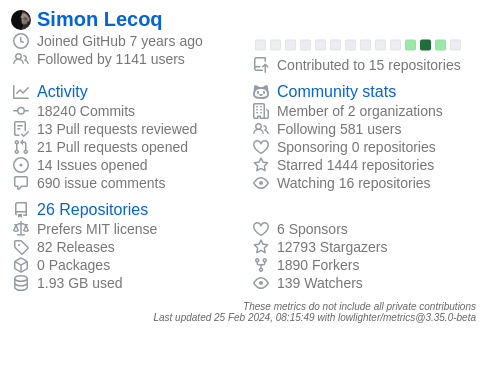 Simon Lecoq
Joined GitHub 7 years ago
Followed by 1141 users
Contributed to 15 repositories
Activity
18240 Commits
13 Pull requests reviewed
21 Pull requests opened
14 Issues opened
690 issue comments
Community stats
Member of 2 organizations
Following 581 users
Sponsoring 0 repositories
Starred 1444 repositories
Watching 16 repositories
26 Repositories
Prefers MIT license
82 Releases
0 Packages
1.93 GB used
6 Sponsors
12793 Stargazers
1890 Forkers
139 Watchers
These metrics do not include all private contributions
Last updated 25 Feb 2024, 08:15:49 with lowlighter/metrics@3.35.0-beta